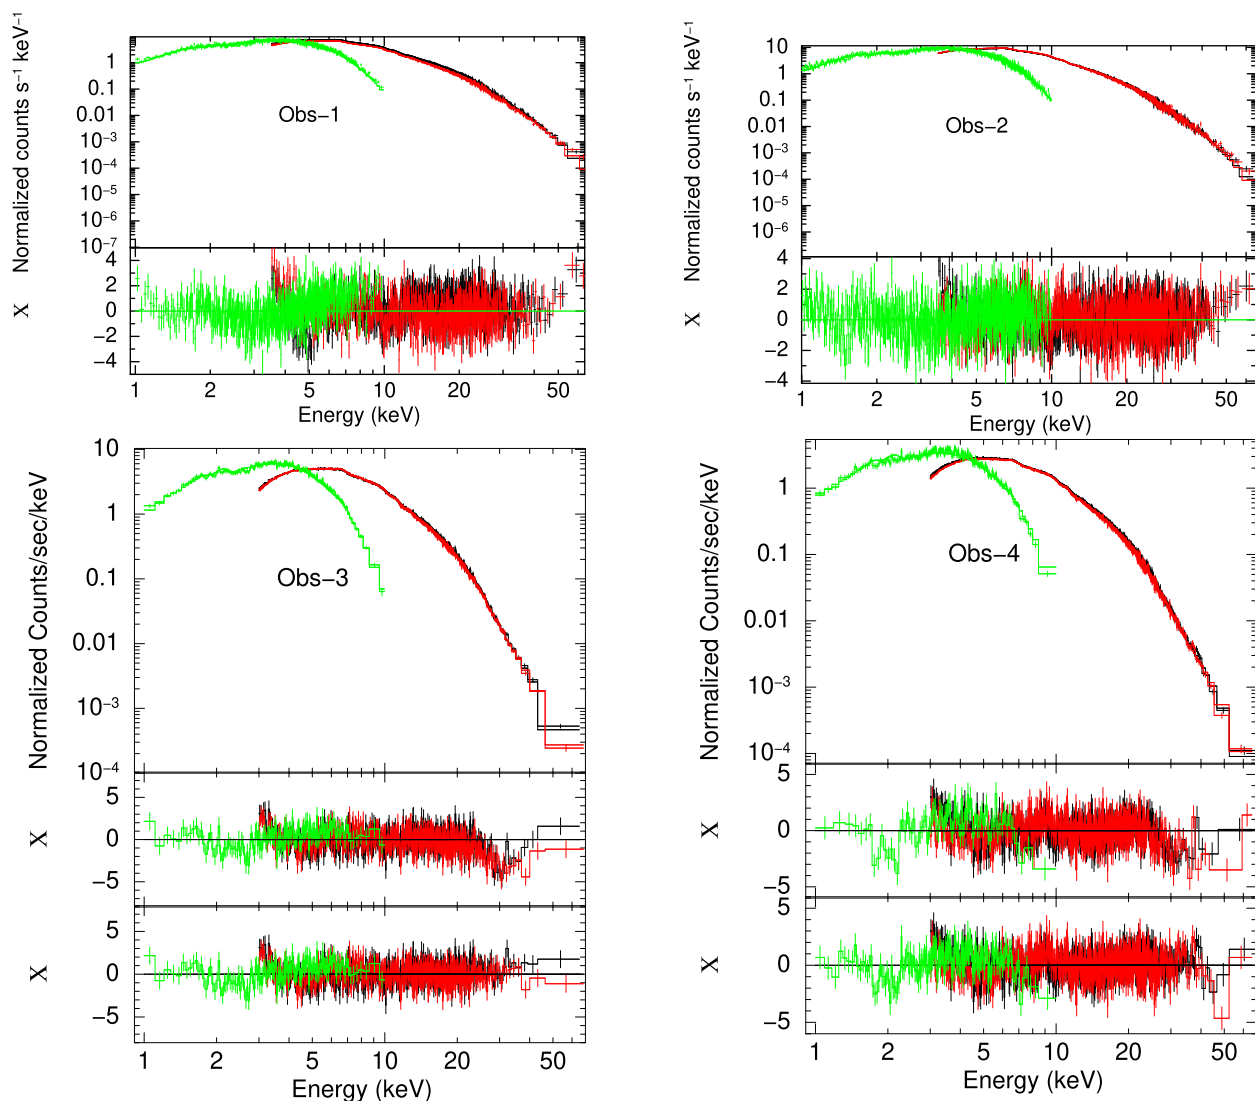 Normalized counts s⁻¹ keV⁻¹
1
0.1
0.01
10⁻³
10⁻⁴
10⁻⁵
10⁻⁶
10⁻⁷
Obs−1
X
4
2
0
−2
−4
1 2 5 10 20 50
Energy (keV)
Normalized counts s⁻¹ keV⁻¹
10
1
0.1
0.01
10⁻³
10⁻⁴
10⁻⁵
10⁻⁶
Obs−2
X
4
2
0
−2
−4
1 2 5 10 20 50
Energy (keV)
Normalized Counts/sec/keV
10
1
0.1
0.01
10⁻³
10⁻⁴
Obs−3
X
5
0
−5
X
5
0
−5
1 2 5 10 20 50
Energy (keV)
Normalized Counts/sec/keV
1
0.1
0.01
10⁻³
10⁻⁴
Obs−4
X
5
0
−5
X
5
0
−5
1 2 5 10 20 50
Energy (keV)